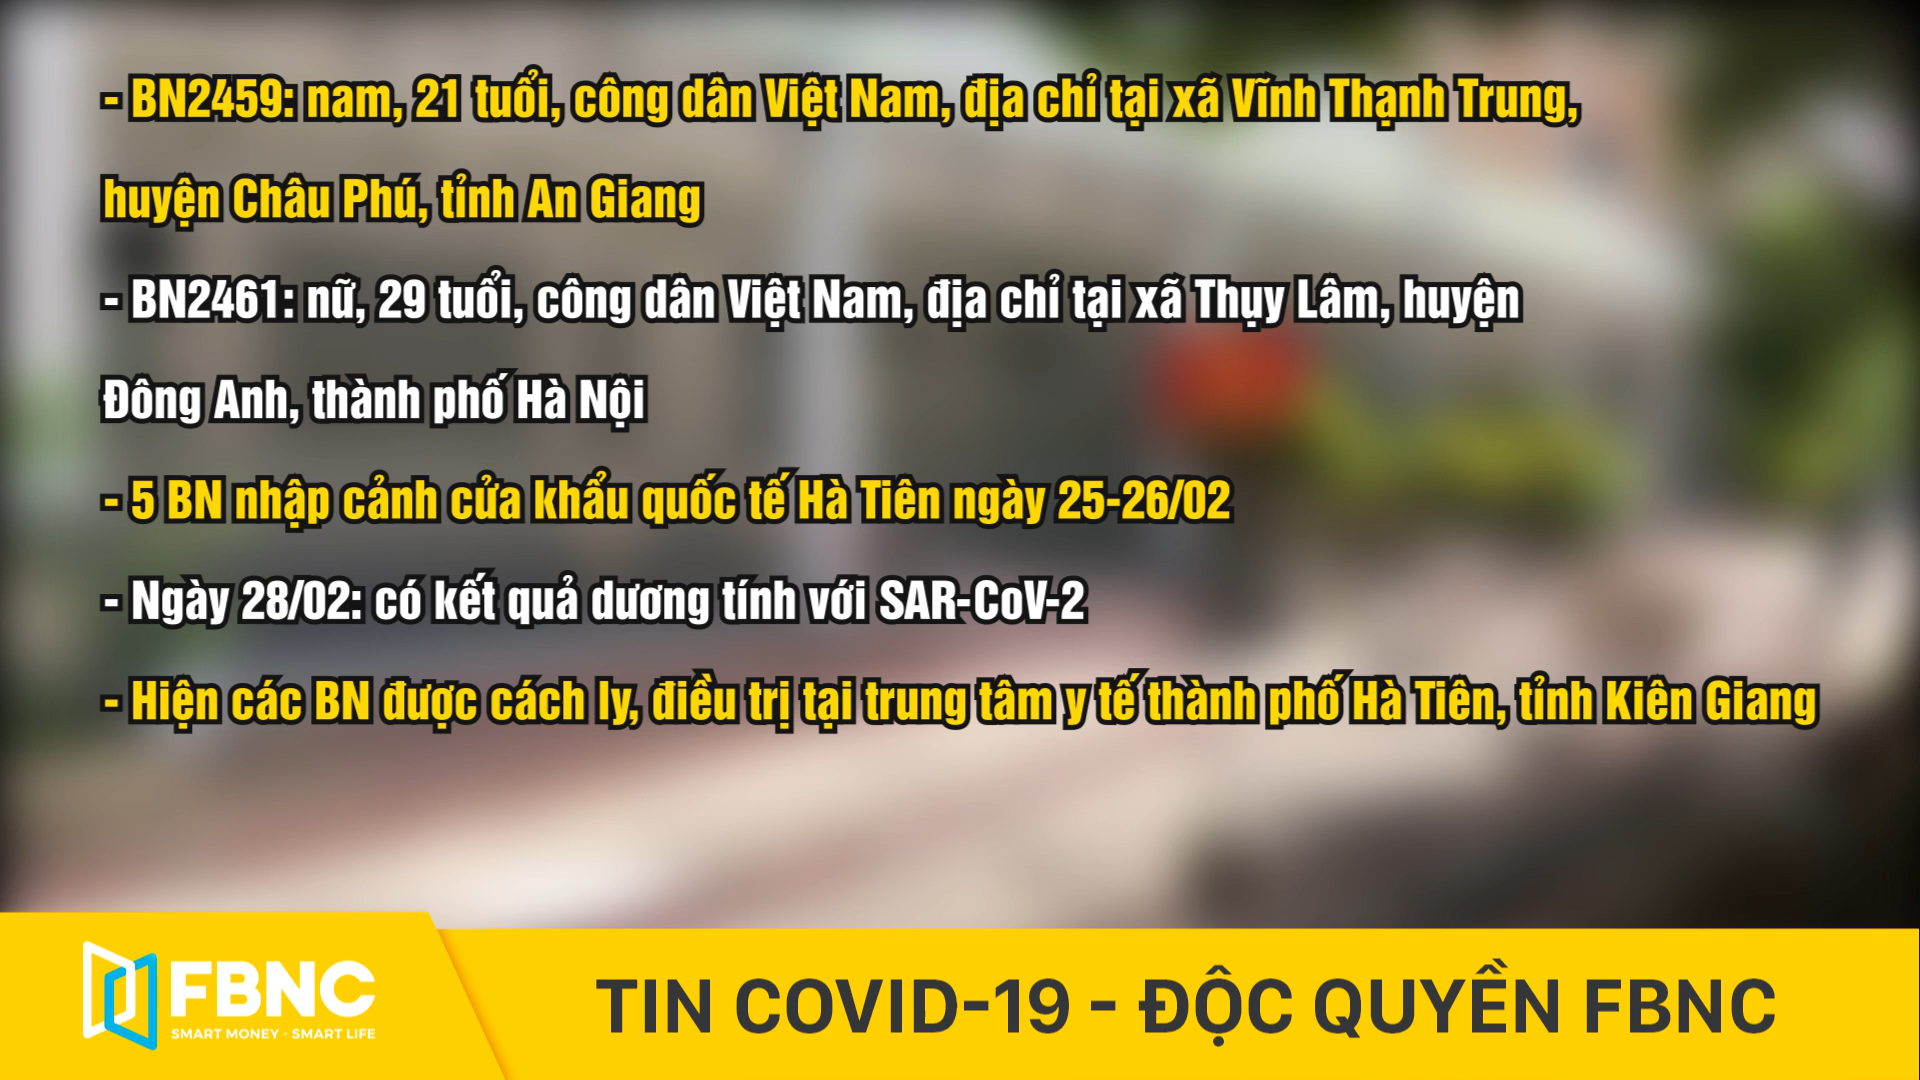 - BN2459: nam, 21 tuổi, công dân Việt Nam, địa chỉ tại xã Vĩnh Thạnh Trung,
huyện Châu Phú, tỉnh An Giang
- BN2461: nữ, 29 tuổi, công dân Việt Nam, địa chỉ tại xã Thụy Lâm, huyện
Đông Anh, thành phố Hà Nội
- 5 BN nhập cảnh cửa khẩu quốc tế Hà Tiên ngày 25-26/02
- Ngày 28/02: có kết quả dương tính với SAR-CoV-2
- Hiện các BN được cách ly, điều trị tại trung tâm y tế thành phố Hà Tiên, tỉnh Kiên Giang
FBNC
SMART MONEY · SMART LIFE
TIN COVID-19 - ĐỘC QUYỀN FBNC